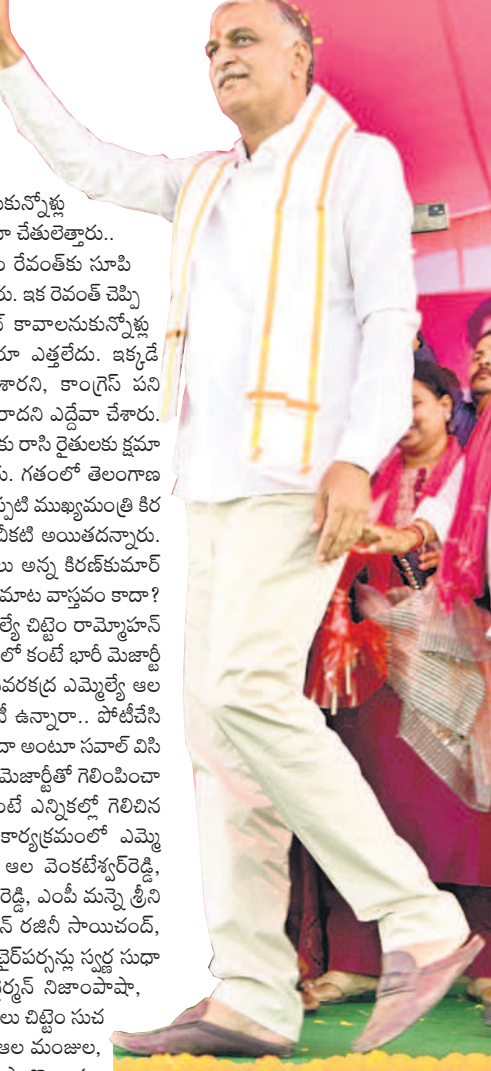 కున్నోళ్లు
చేతులెత్తారు..
రేవంత్‌కు సూపి
రు. ఇక రెవంత్ చెప్పి
కావాలనుకున్నోళ్లు
రూ ఎత్తలేదు. ఇక్కడే
శారని, కాంగ్రెస్ పని
రాదని ఎద్దేవా చేశారు.
కు రాసి రైతులకు క్షమా
రు. గతంలో తెలంగాణ
ప్పటి ముఖ్యమంత్రి కిర
చీకటి అయితదన్నారు.
లు అన్న కిరణ్‌కుమార్
మాట వాస్తవం కాదా?
ల్యే చిట్టెం రామ్మోహన్
లో కంటే భారీ మెజార్టీ
వరకద్ర ఎమ్మెల్యే ఆల
టీ ఉన్నారా.. పోటీచేసి
దా అంటూ సవాల్ విసి
మెజార్టీతో గెలింపించా
ంటే ఎన్నికల్లో గెలిచిన
కార్యక్రమంలో ఎమ్మె
ఆల వెంకటేశ్వర్‌రెడ్డి,
రెడ్డి, ఎంపీ మన్నె శ్రీని
న్ రజినీ సాయిచంద్,
చైర్‌పర్సన్లు స్వర్ణ సుధా
ర్మన్ నిజాంపాషా,
లు చిట్టెం సుచ
ఆల మంజుల,